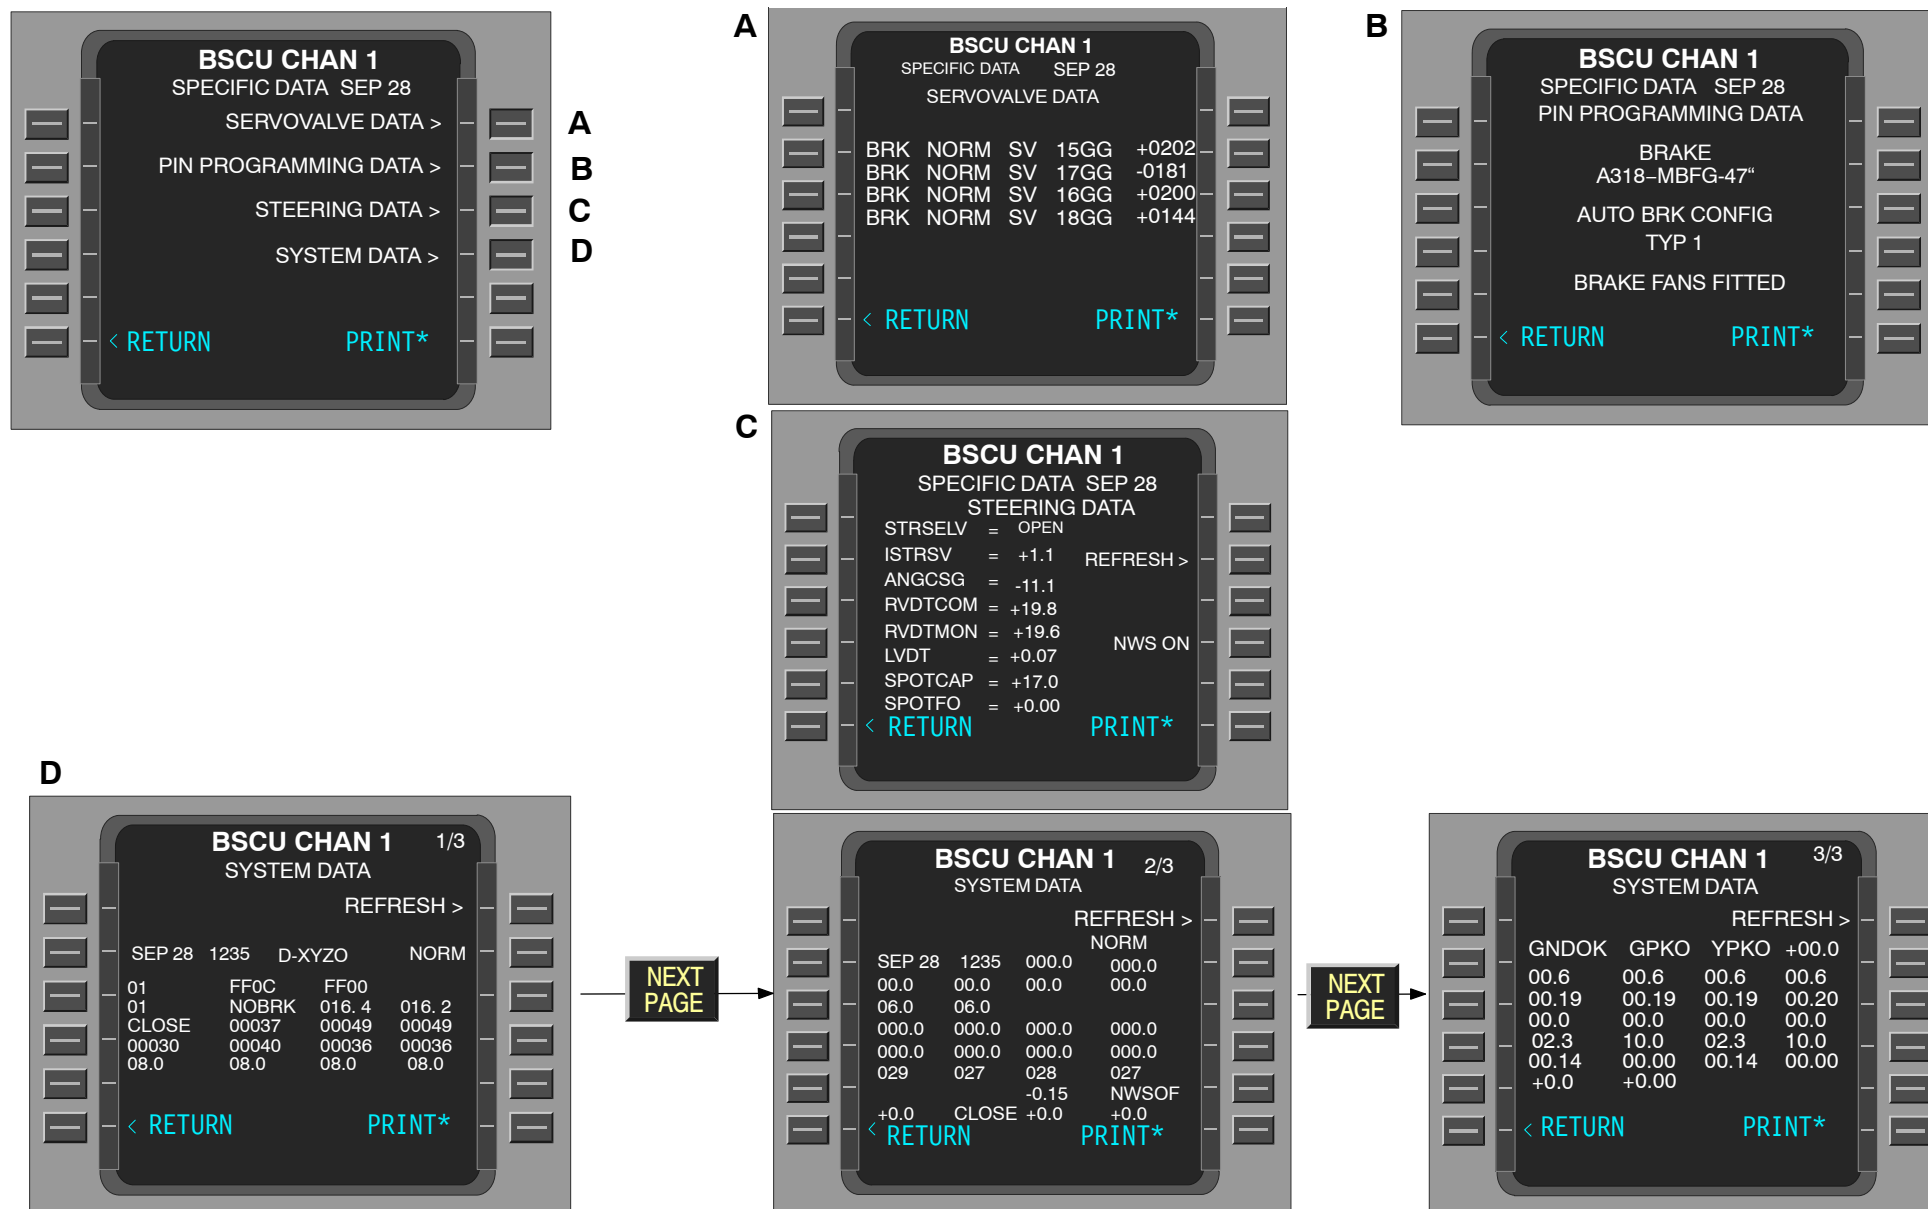 BSCU CHAN 1
SPECIFIC DATA SEP 28
SERVOVALVE DATA >
PIN PROGRAMMING DATA >
STEERING DATA >
SYSTEM DATA >
< RETURN PRINT*
A
B
C
D
A
BSCU CHAN 1
SPECIFIC DATA SEP 28
SERVOVALVE DATA
BRK NORM SV 15GG +0202
BRK NORM SV 17GG -0181
BRK NORM SV 16GG +0200
BRK NORM SV 18GG +0144
< RETURN PRINT*
B
BSCU CHAN 1
SPECIFIC DATA SEP 28
PIN PROGRAMMING DATA
BRAKE
A318–MBFG-47“
AUTO BRK CONFIG
TYP 1
BRAKE FANS FITTED
< RETURN PRINT*
C
BSCU CHAN 1
SPECIFIC DATA SEP 28
STEERING DATA
STRSELV = OPEN
ISTRSV = +1.1 REFRESH >
ANGCSG = -11.1
RVDTCOM = +19.8
RVDTMON = +19.6 NWS ON
LVDT = +0.07
SPOTCAP = +17.0
SPOTFO = +0.00
< RETURN PRINT*
D
BSCU CHAN 1 1/3
SYSTEM DATA
REFRESH >
SEP 28 1235 D-XYZO NORM
01 FF0C FF00
01 NOBRK 016. 4 016. 2
CLOSE 00037 00049 00049
00030 00040 00036 00036
08.0 08.0 08.0 08.0
< RETURN PRINT*
NEXT
PAGE
BSCU CHAN 1 2/3
SYSTEM DATA
REFRESH >
NORM
SEP 28 1235 000.0 000.0
00.0 00.0 00.0 00.0
06.0 06.0
000.0 000.0 000.0 000.0
000.0 000.0 000.0 000.0
029 027 028 027
-0.15 NWSOF
+0.0 CLOSE +0.0 +0.0
< RETURN PRINT*
NEXT
PAGE
BSCU CHAN 1 3/3
SYSTEM DATA
REFRESH >
GNDOK GPKO YPKO +00.0
00.6 00.6 00.6 00.6
00.19 00.19 00.19 00.20
00.0 00.0 00.0 00.0
02.3 10.0 02.3 10.0
00.14 00.00 00.14 00.00
+0.0 +0.00
< RETURN PRINT*